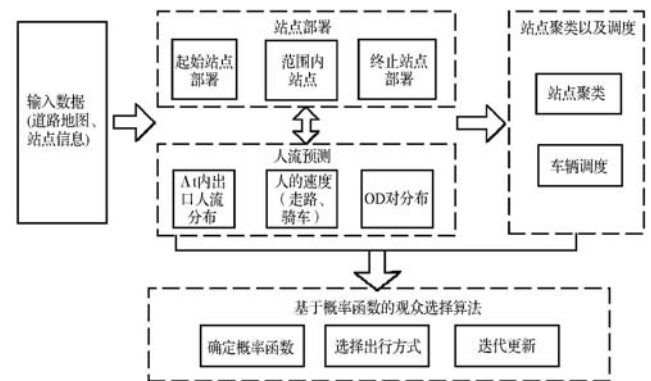 输入数据
(道路地图、
站点信息)
站点部署
起始站点
部署
范围内
站点
终止站点
部署
人流预测
Δt内出
口人流
分布
人的速度
(走路、
骑车)
OD对分布
站点聚类以及调度
站点聚类
车辆调度
基于概率函数的观众选择算法
确定概率函数
选择出行方式
迭代更新